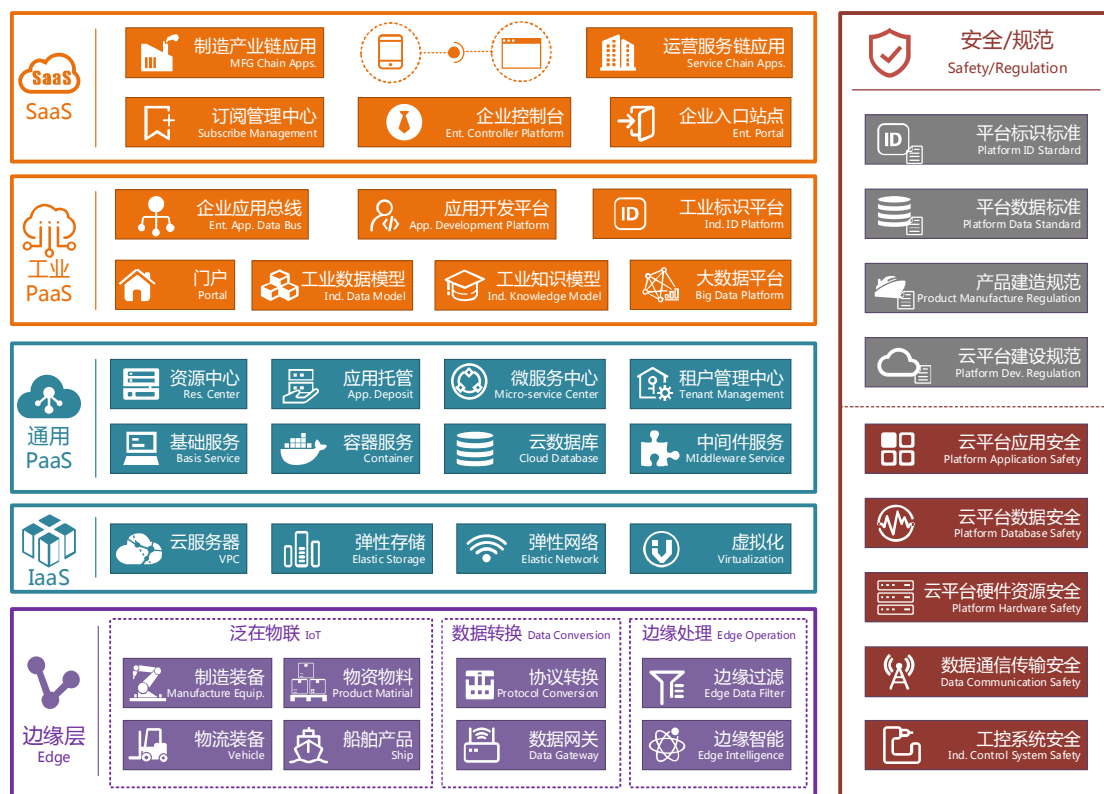 SaaS
SaaS
制造产业链应用
MFG Chain Apps.
运营服务链应用
Service Chain Apps.
订阅管理中心
Subscribe Management
企业控制台
Ent. Controller Platform
企业入口站点
Ent. Portal
工业
PaaS
企业应用总线
Ent. App. Data Bus
应用开发平台
App. Development Platform
ID
工业标识平台
Ind. ID Platform
门户
Portal
工业数据模型
Ind. Data Model
工业知识模型
Ind. Knowledge Model
大数据平台
Big Data Platform
通用
PaaS
资源中心
Res. Center
应用托管
App. Deposit
微服务中心
Micro-service Center
租户管理中心
Tenant Management
基础服务
Basis Service
容器服务
Container
云数据库
Cloud Database
中间件服务
MIddleware Service
IaaS
云服务器
VPC
弹性存储
Elastic Storage
弹性网络
Elastic Network
虚拟化
Virtualization
边缘层
Edge
泛在物联 IoT
制造装备
Manufacture Equip.
物资物料
Product Matirial
物流装备
Vehicle
船舶产品
Ship
数据转换 Data Conversion
协议转换
Protocol Conversion
数据网关
Data Gateway
边缘处理 Edge Operation
边缘过滤
Edge Data Filter
边缘智能
Edge Intelligence
安全/规范
Safety/Regulation
ID
平台标识标准
Platform ID Strandard
平台数据标准
Platform Data Strandard
产品建造规范
Product Manufacture Regulation
云平台建设规范
Platform Dev. Regulation
云平台应用安全
Platform Application Safety
云平台数据安全
Platform Database Safety
云平台硬件资源安全
Platform Hardware Safety
数据通信传输安全
Data Communication Safety
工控系统安全
Ind. Control System Safety